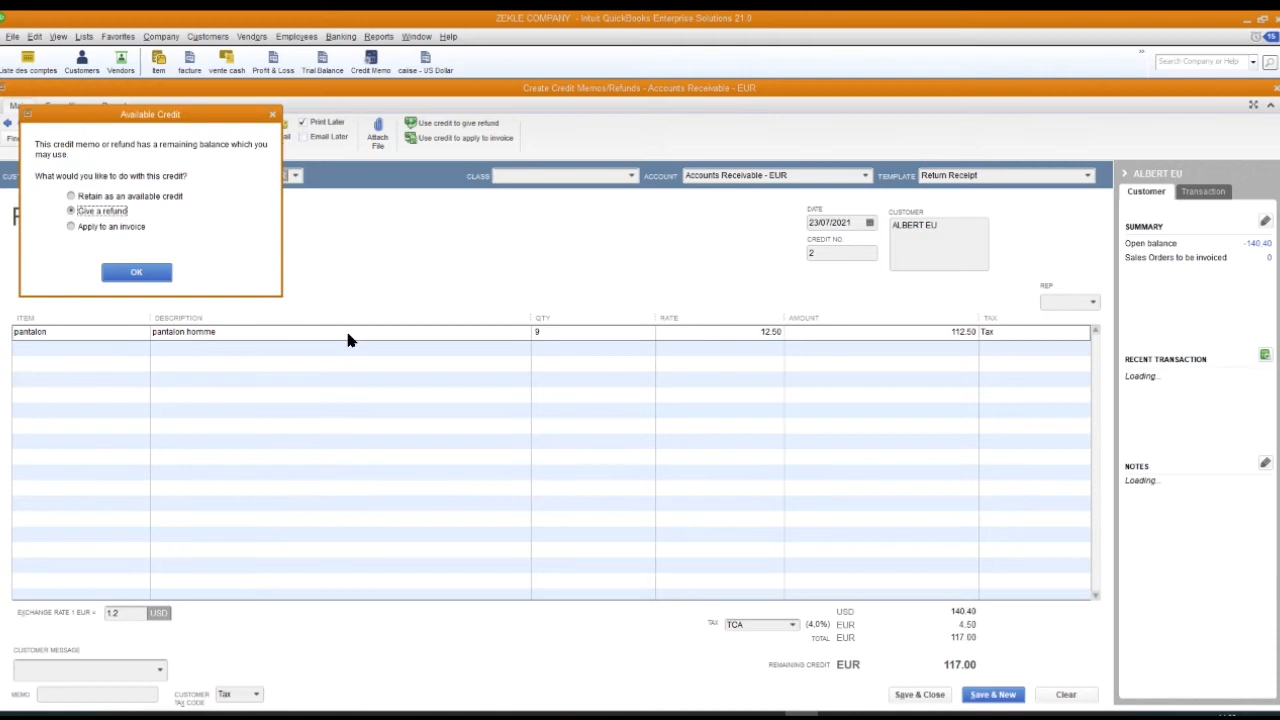 ZEKLE COMPANY - Intuit QuickBooks Enterprise Solutions 21.0
File Edit View Lists Favorites Company Customers Vendors Employees Banking Reports Window Help
15
Liste des comptes Customers Vendors Item facture vente cash Profit & Loss Trial Balance Credit Memo caiise - US Dollar
Search Company or Help
Create Credit Memos/Refunds - Accounts Receivable - EUR
Available Credit
This credit memo or refund has a remaining balance which you
may use.
What would you like to do with this credit?
Retain as an available credit
Give a refund
Apply to an invoice
OK
Print Later
Email Later
Attach
File
Use credit to give refund
Use credit to apply to invoice
CLASS ACCOUNT Accounts Receivable - EUR TEMPLATE Return Receipt
DATE
23/07/2021
CREDIT NO.
2
CUSTOMER
ALBERT EU
REP
ITEM DESCRIPTION QTY RATE AMOUNT TAX
pantalon pantalon homme 9 12.50 112.50 Tax
EXCHANGE RATE 1 EUR = 1.2 USD
USD 140.40
TAX TCA (4,0%) EUR 4.50
TOTAL EUR 117.00
REMAINING CREDIT EUR 117.00
CUSTOMER MESSAGE
MEMO
CUSTOMER
TAX CODE
Tax
Save & Close Save & New Clear
ALBERT EU
Customer Transaction
SUMMARY
Open balance -140.40
Sales Orders to be invoiced 0
RECENT TRANSACTION
Loading...
NOTES
Loading...